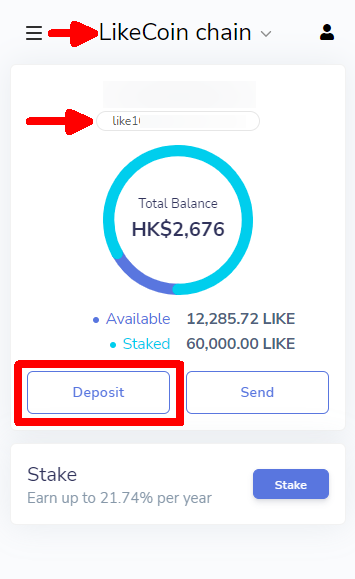 LikeCoin chain
like1
Total Balance
HK$2,676
Available 12,285.72 LIKE
Staked 60,000.00 LIKE
Deposit Send
Stake
Earn up to 21.74% per year
Stake